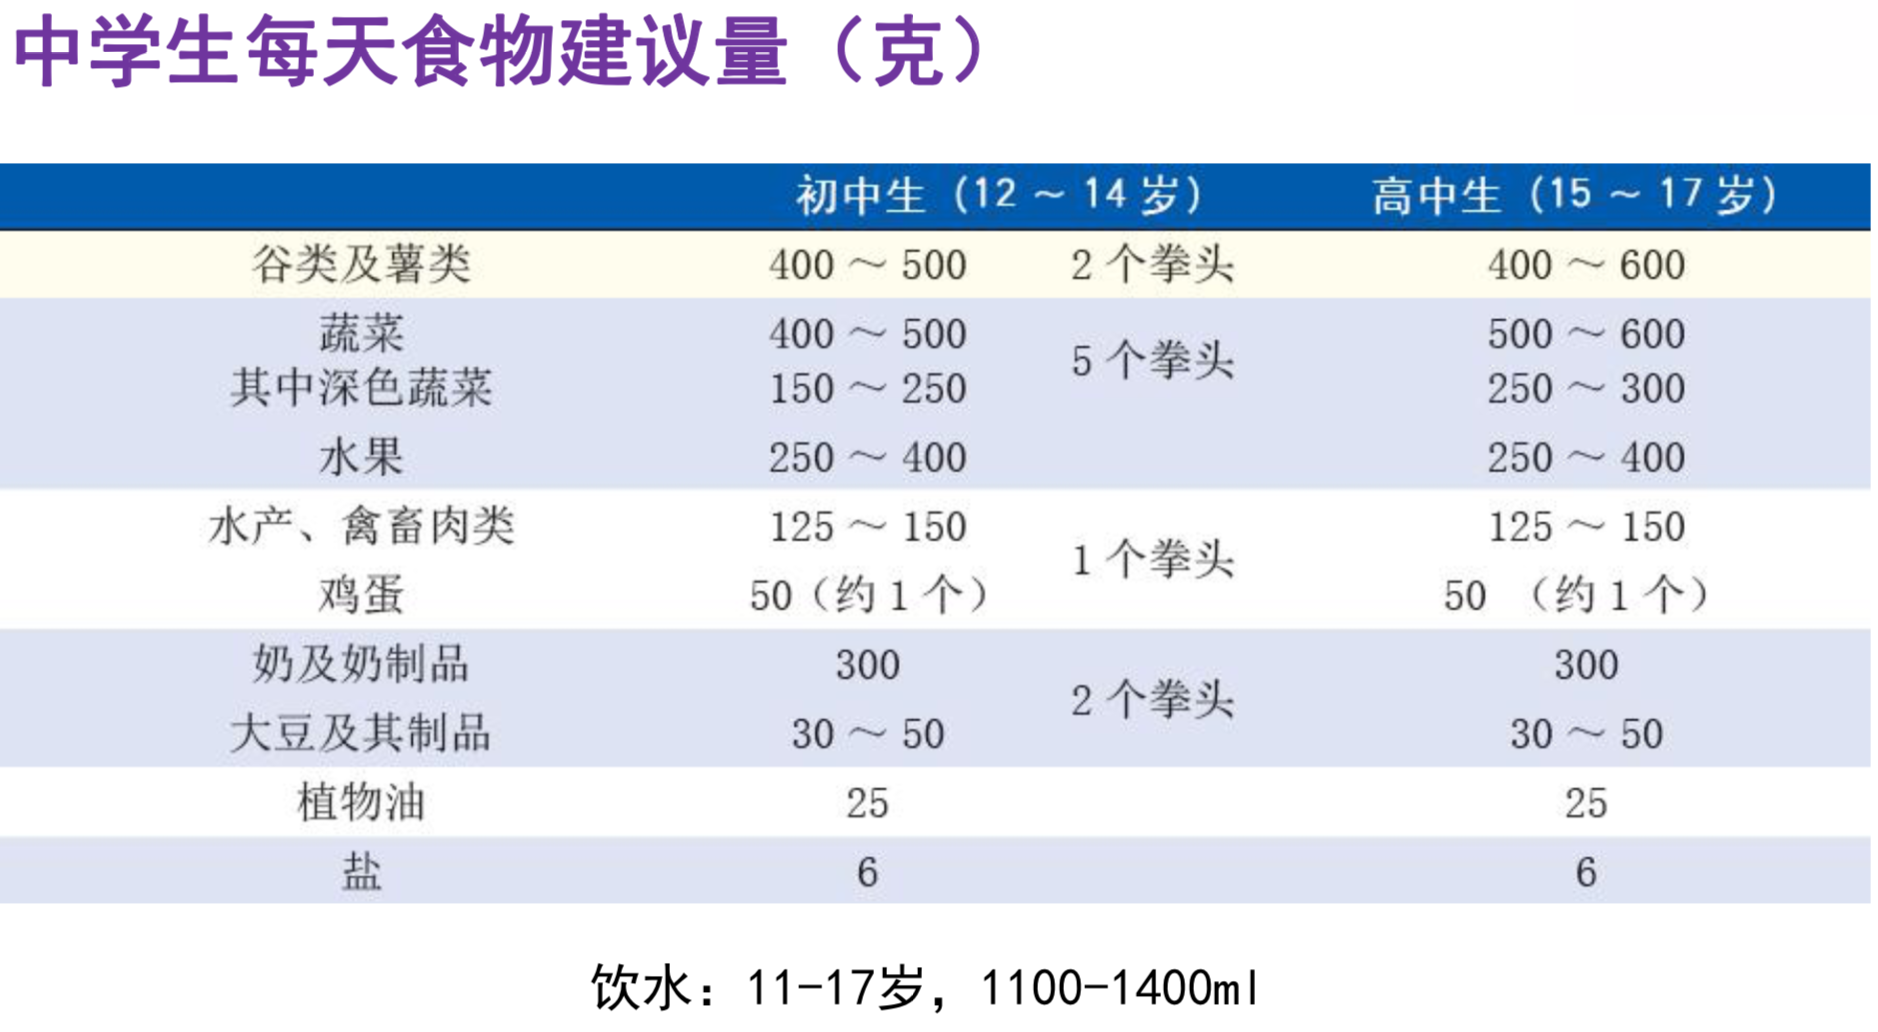 中学生每天食物建议量（克）
初中生（12 ～ 14 岁） 高中生（15 ～ 17 岁）
谷类及薯类 400 ～ 500 2 个拳头 400 ～ 600
蔬菜 400 ～ 500 500 ～ 600
5 个拳头
其中深色蔬菜 150 ～ 250 250 ～ 300
水果 250 ～ 400 250 ～ 400
水产、禽畜肉类 125 ～ 150 125 ～ 150
1 个拳头
鸡蛋 50（约 1 个） 50 （约 1 个）
奶及奶制品 300 300
2 个拳头
大豆及其制品 30 ～ 50 30 ～ 50
植物油 25 25
盐 6 6
饮水：11-17岁，1100-1400ml